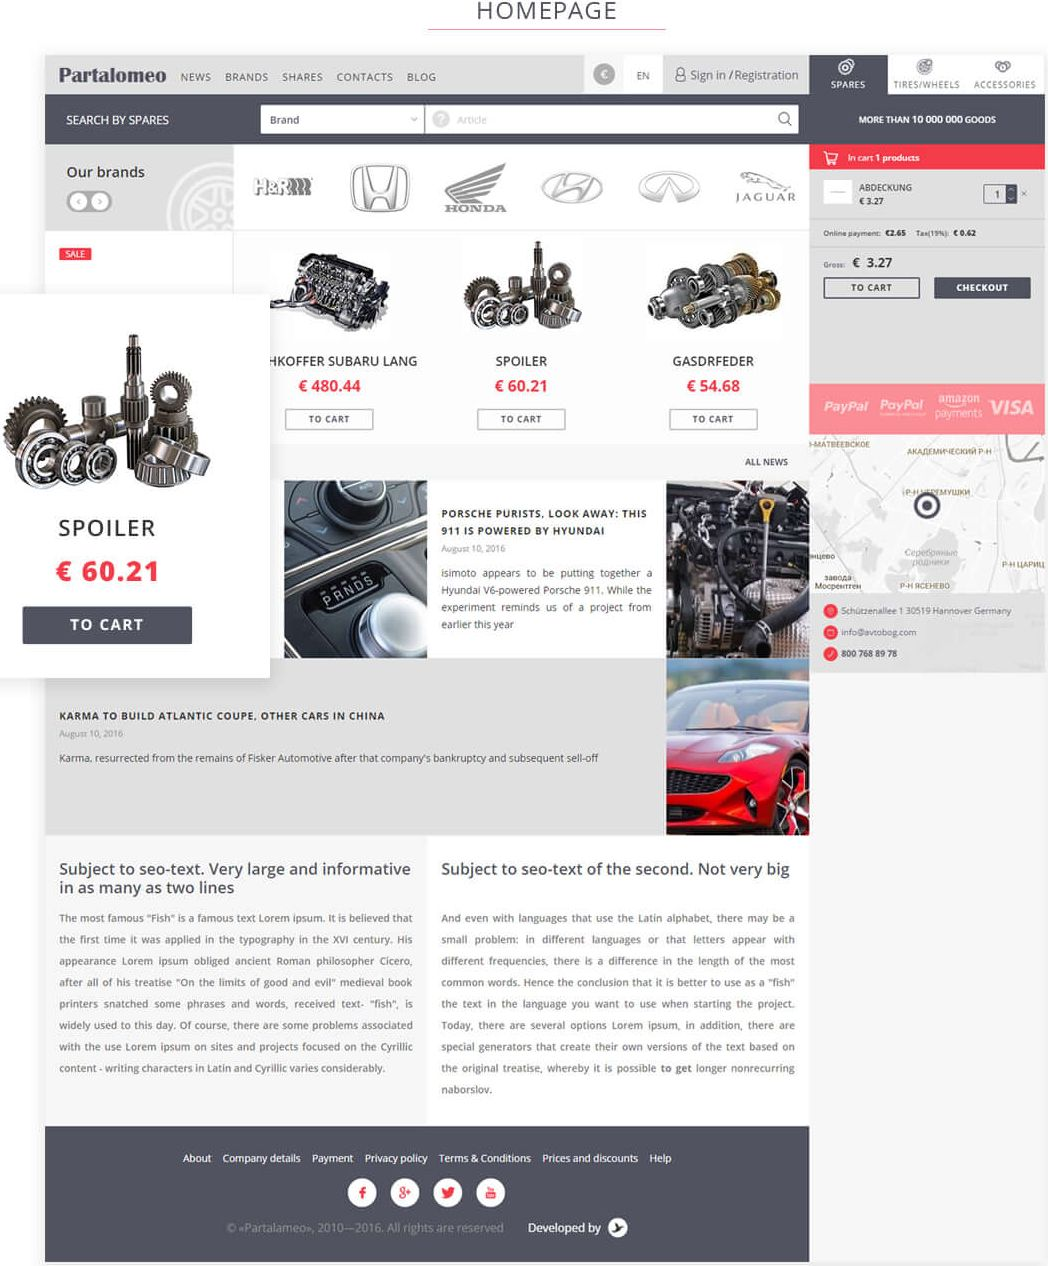 HOMEPAGE
Partalomeo NEWS BRANDS SHARES CONTACTS BLOG
€ EN Sign in / Registration
SPARES TIRES/WHEELS ACCESSORIES
SEARCH BY SPARES Brand ? Article
MORE THAN 10 000 000 GOODS
Our brands
H&R HONDA JAGUAR
In cart 1 products
ABDECKUNG
€ 3.27
1 ×
Online payment: €2.65 Tax(19%): € 0.62
Gross: € 3.27
TO CART CHECKOUT
PayPal PayPal amazon payments VISA
SALE
HKOFFER SUBARU LANG
€ 480.44
TO CART
SPOILER
€ 60.21
TO CART
GASDRFEDER
€ 54.68
TO CART
SPOILER
€ 60.21
TO CART
ALL NEWS
PANDS
PORSCHE PURISTS, LOOK AWAY: THIS
911 IS POWERED BY HYUNDAI
August 10, 2016
isimoto appears to be putting together a
Hyundai V6-powered Porsche 911. While the
experiment reminds us of a project from
earlier this year
МАТВЕЕВСКОЕ
АКАДЕМИЧЕСКИЙ Р-Н
Р-Н ЧЕРЕМУШКИ
Серебряные
родники
Р-Н ЦАРИЦ
завода
Мосрентген
Р-Н ЯСЕНЕВО
Schützenallee 1 30519 Hannover Germany
info@avtobog.com
800 768 89 78
KARMA TO BUILD ATLANTIC COUPE, OTHER CARS IN CHINA
August 10, 2016
Karma, resurrected from the remains of Fisker Automotive after that company's bankruptcy and subsequent sell-off
Subject to seo-text. Very large and informative
in as many as two lines
The most famous "Fish" is a famous text Lorem ipsum. It is believed that
the first time it was applied in the typography in the XVI century. His
appearance Lorem ipsum obliged ancient Roman philosopher Cicero,
after all of his treatise "On the limits of good and evil" medieval book
printers snatched some phrases and words, received text- "fish", is
widely used to this day. Of course, there are some problems associated
with the use Lorem ipsum on sites and projects focused on the Cyrillic
content - writing characters in Latin and Cyrillic varies considerably.
Subject to seo-text of the second. Not very big
And even with languages that use the Latin alphabet, there may be a
small problem: in different languages or that letters appear with
different frequencies, there is a difference in the length of the most
common words. Hence the conclusion that it is better to use as a "fish"
the text in the language you want to use when starting the project.
Today, there are several options Lorem ipsum, in addition, there are
special generators that create their own versions of the text based on
the original treatise, whereby it is possible to get longer nonrecurring
naborslov.
About Company details Payment Privacy policy Terms & Conditions Prices and discounts Help
© «Partalameo», 2010—2016. All rights are reserved Developed by